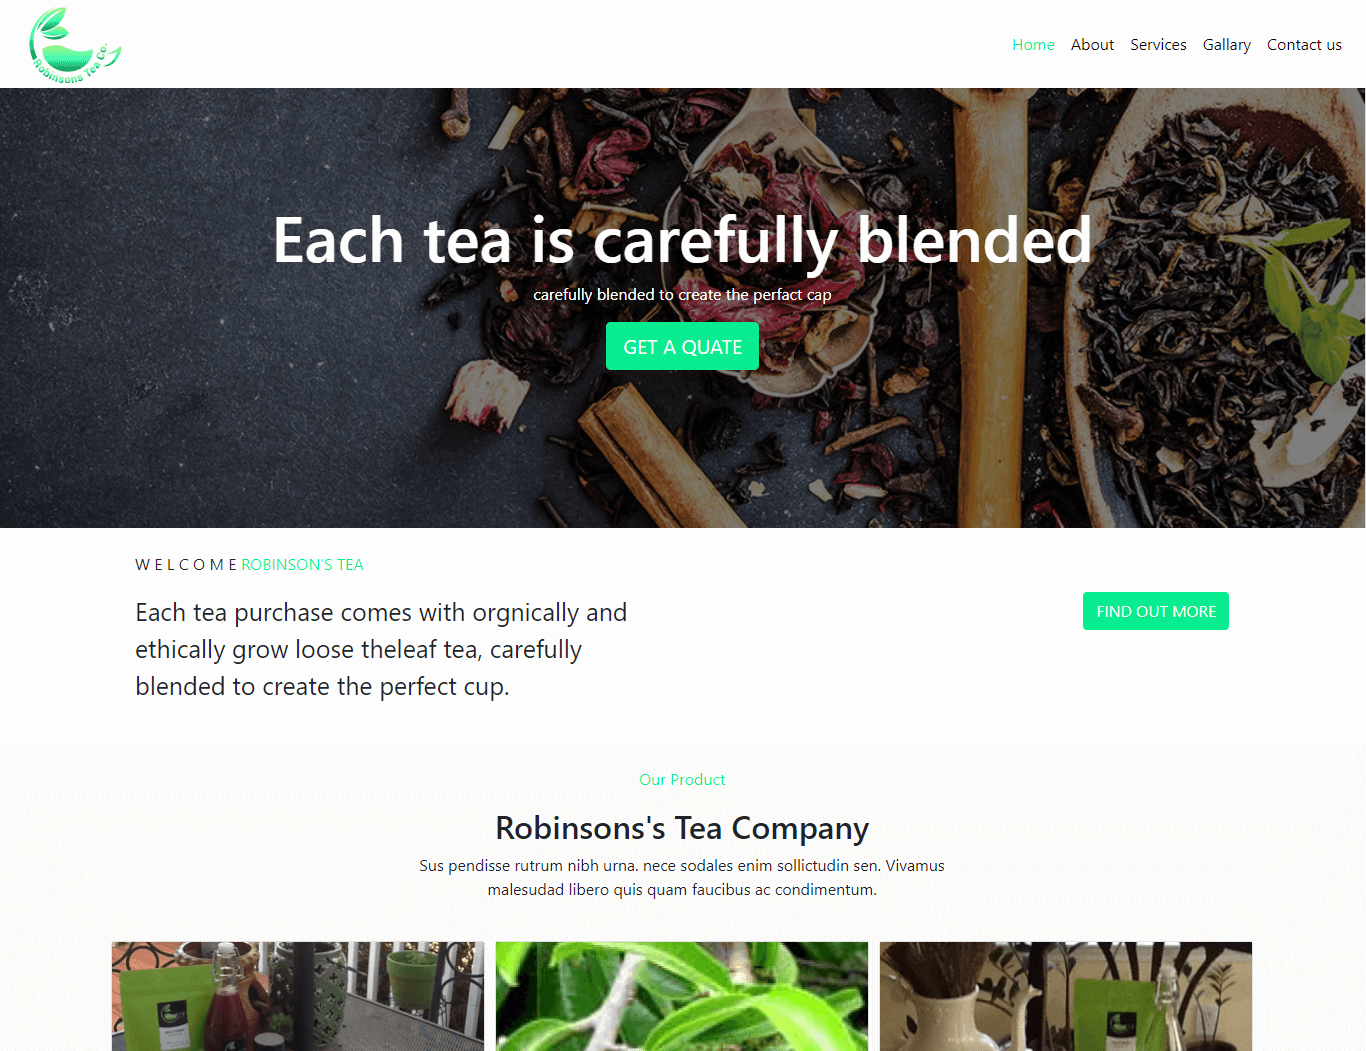 Robinsons Tea Co.
Home About Services Gallary Contact us
Each tea is carefully blended
carefully blended to create the perfact cap
GET A QUATE
WELCOME ROBINSON'S TEA
Each tea purchase comes with orgnically and
ethically grow loose theleaf tea, carefully
blended to create the perfect cup.
FIND OUT MORE
Our Product
Robinsons's Tea Company
Sus pendisse rutrum nibh urna. nece sodales enim sollictudin sen. Vivamus
malesudad libero quis quam faucibus ac condimentum.